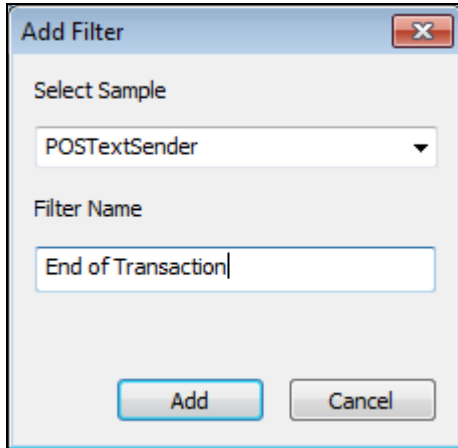 Add Filter
Select Sample
POSTextSender
Filter Name
End of Transaction
Add Cancel